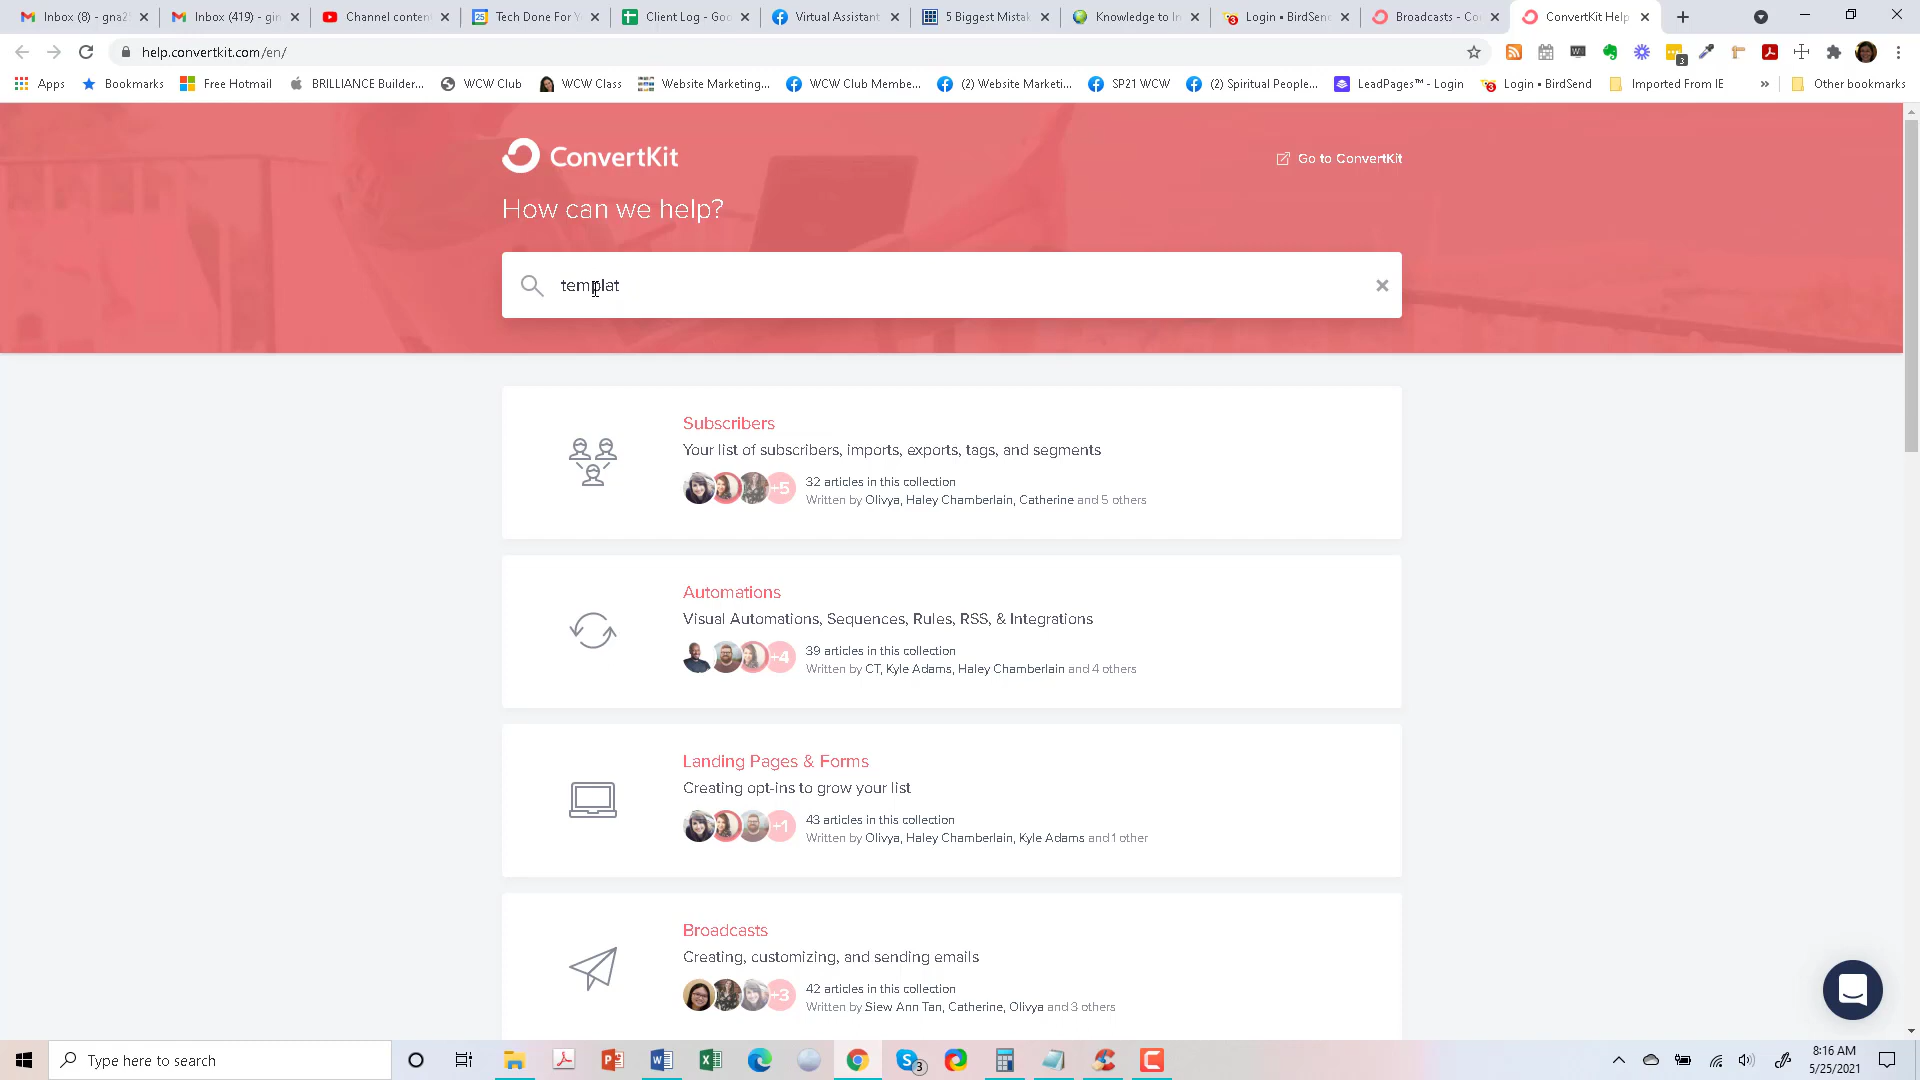 Inbox (8) - gna2
Inbox (419) - gin
Channel content
Tech Done For Y
Client Log - Goo
Virtual Assistant
5 Biggest Mistak
Knowledge to In
Login • BirdSend
Broadcasts - Co
ConvertKit Help
help.convertkit.com/en/
3
Apps
Bookmarks
Free Hotmail
BRILLIANCE Builder...
WCW Club
WCW Class
Website Marketing...
WCW Club Membe...
(2) Website Marketi...
SP21 WCW
(2) Spiritual People...
LeadPages™ - Login
Login • BirdSend
Imported From IE
»
Other bookmarks
ConvertKit
Go to ConvertKit
How can we help?
templat
Subscribers
Your list of subscribers, imports, exports, tags, and segments
+5
32 articles in this collection
Written by Olivya, Haley Chamberlain, Catherine and 5 others
Automations
Visual Automations, Sequences, Rules, RSS, & Integrations
+4
39 articles in this collection
Written by CT, Kyle Adams, Haley Chamberlain and 4 others
Landing Pages & Forms
Creating opt-ins to grow your list
+1
43 articles in this collection
Written by Olivya, Haley Chamberlain, Kyle Adams and 1 other
Broadcasts
Creating, customizing, and sending emails
+3
42 articles in this collection
Written by Siew Ann Tan, Catherine, Olivya and 3 others
Type here to search
3
8:16 AM
5/25/2021